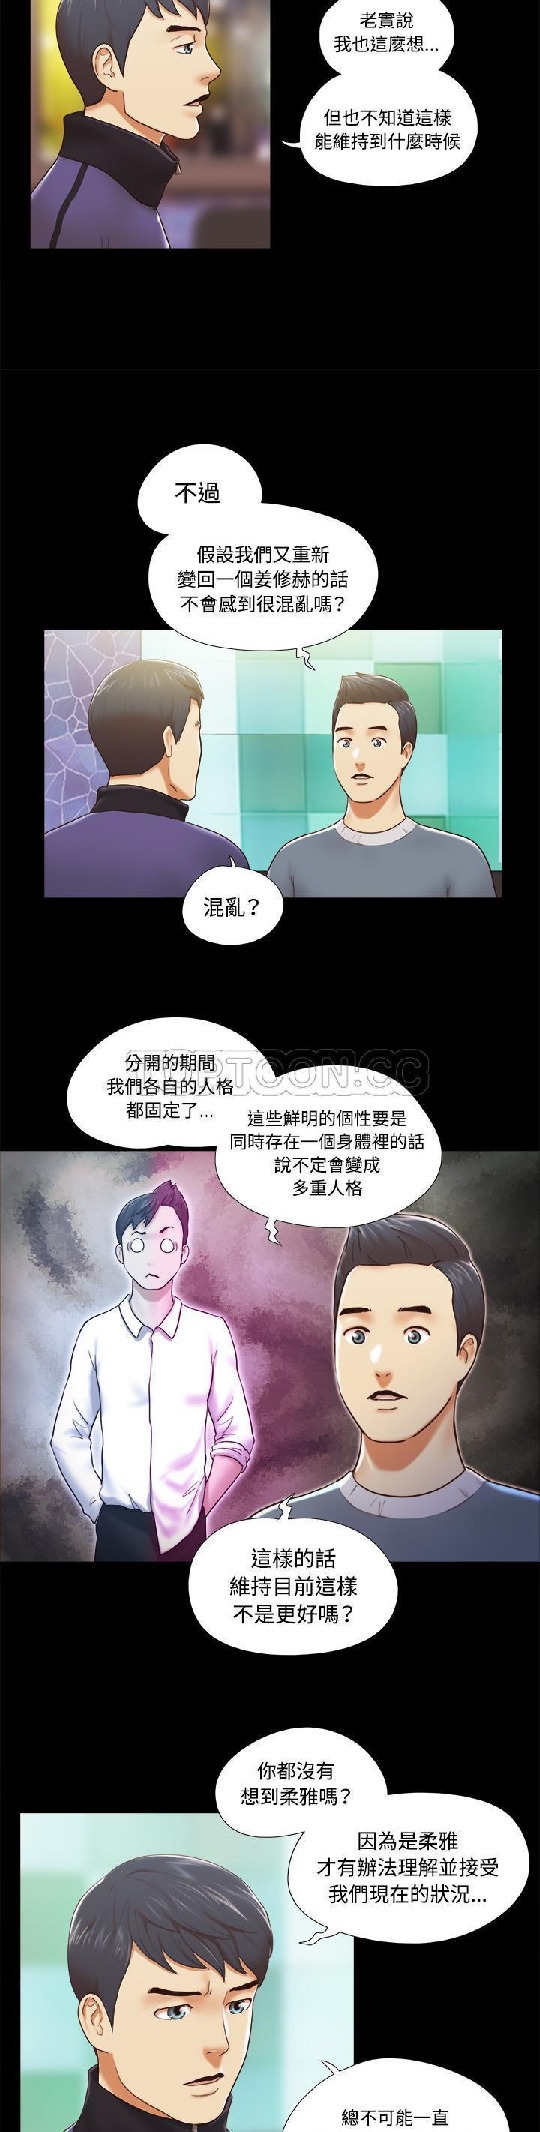 老實說
我也這麼想...
但也不知道這樣
能維持到什麼時候
不過
假設我們又重新
變回一個姜修赫的話
不會感到很混亂嗎?
混亂?
分開的期間
我們各自的人格
都固定了...
這些鮮明的個性要是
同時存在一個身體裡的話
說不定會變成
多重人格
這樣的話
維持目前這樣
不是更好嗎?
你都沒有
想到柔雅嗎?
因為是柔雅
才有辦法理解並接受
我們現在的狀況...
總不可能一直